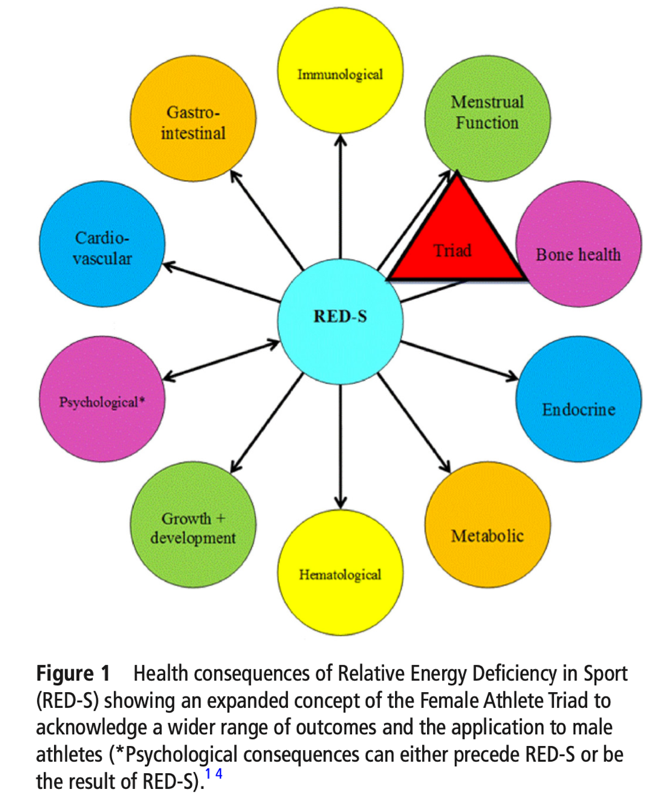 Immunological
Gastro-
intestinal
Menstrual
Function
Cardio-
vascular
Triad
Bone health
RED-S
Psychological*
Endocrine
Growth +
development
Metabolic
Hematological
Figure 1 Health consequences of Relative Energy Deficiency in Sport
(RED-S) showing an expanded concept of the Female Athlete Triad to
acknowledge a wider range of outcomes and the application to male
athletes (*Psychological consequences can either precede RED-S or be
the result of RED-S).1 4